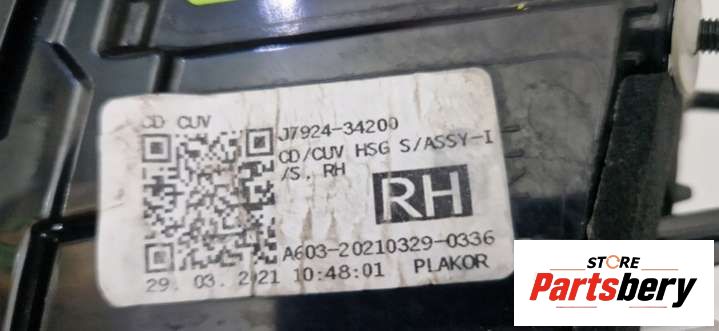 CD CUV
J7924-34200
CD/CUV HSG S/ASSY-I
/S, RH
RH
A603-20210329-0336
29. 03. 2021 10:48:01 PLAKOR
STORE
Partsbery